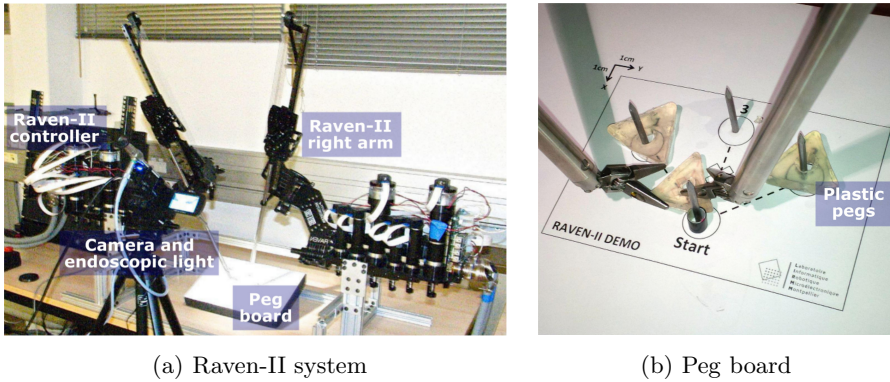 Raven-II
controller
Raven-II
right arm
Camera and
endoscopic light
Peg
board
(a) Raven-II system
1cm
1cm
Y
X
3
Plastic
pegs
Start
RAVEN-II DEMO
Laboratoire
Informatique
Robotique
Microélectronique
Montpellier
(b) Peg board